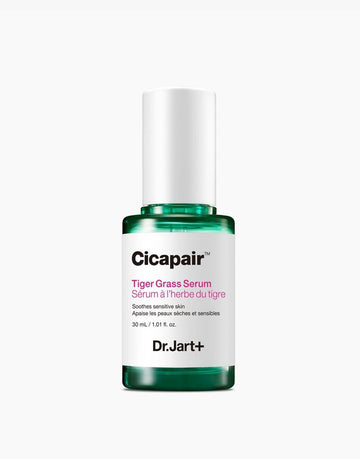 Cicapair™
Tiger Grass Serum
Sérum à l'herbe du tigre
Soothes sensitive skin
Apaise les peaux sèches et sensibles
30 mL / 1.01 fl. oz.
Dr.Jart+